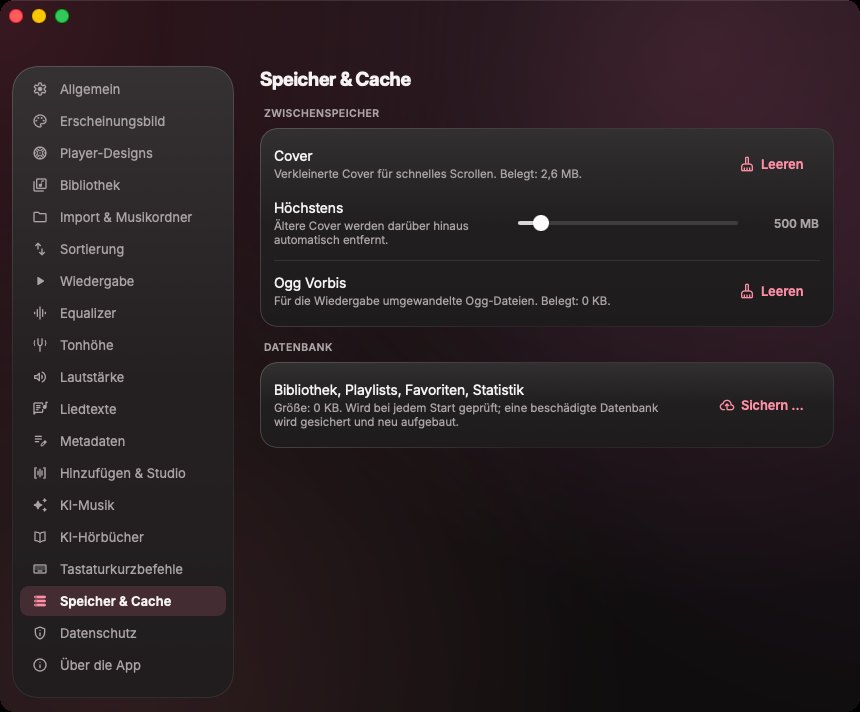 Allgemein
Erscheinungsbild
Player-Designs
Bibliothek
Import & Musikordner
Sortierung
Wiedergabe
Equalizer
Tonhöhe
Lautstärke
Liedtexte
Metadaten
Hinzufügen & Studio
KI-Musik
KI-Hörbücher
Tastaturkurzbefehle
Speicher & Cache
Datenschutz
Über die App
Speicher & Cache
ZWISCHENSPEICHER
Cover
Verkleinerte Cover für schnelles Scrollen. Belegt: 2,6 MB.
Leeren
Höchstens
Ältere Cover werden darüber hinaus
automatisch entfernt.
500 MB
Ogg Vorbis
Für die Wiedergabe umgewandelte Ogg-Dateien. Belegt: 0 KB.
Leeren
DATENBANK
Bibliothek, Playlists, Favoriten, Statistik
Größe: 0 KB. Wird bei jedem Start geprüft; eine beschädigte Datenbank
wird gesichert und neu aufgebaut.
Sichern ...